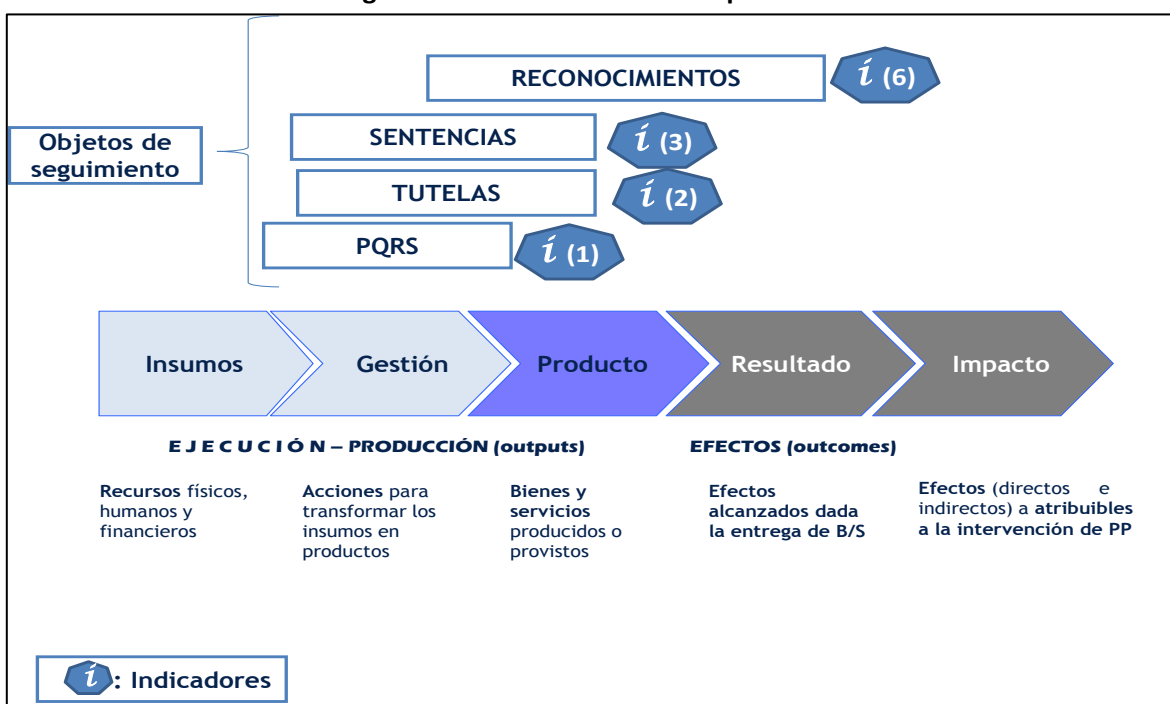 RECONOCIMIENTOS
i (6)
Objetos de
seguimiento
SENTENCIAS
i (3)
TUTELAS
i (2)
PQRS
i (1)
Insumos
Gestión
Producto
Resultado
Impacto
EJECUCIÓN – PRODUCCIÓN (outputs)
EFECTOS (outcomes)
Recursos físicos,
humanos y
financieros
Acciones para
transformar los
insumos en
productos
Bienes y
servicios
producidos o
provistos
Efectos
alcanzados dada
la entrega de B/S
Efectos (directos e
indirectos) a atribuibles
a la intervención de PP
i : Indicadores